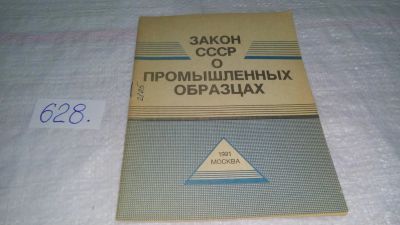 ЗАКОН
СССР
О
ПРОМЫШЛЕННЫХ
ОБРАЗЦАХ
628.
1991
МОСКВА